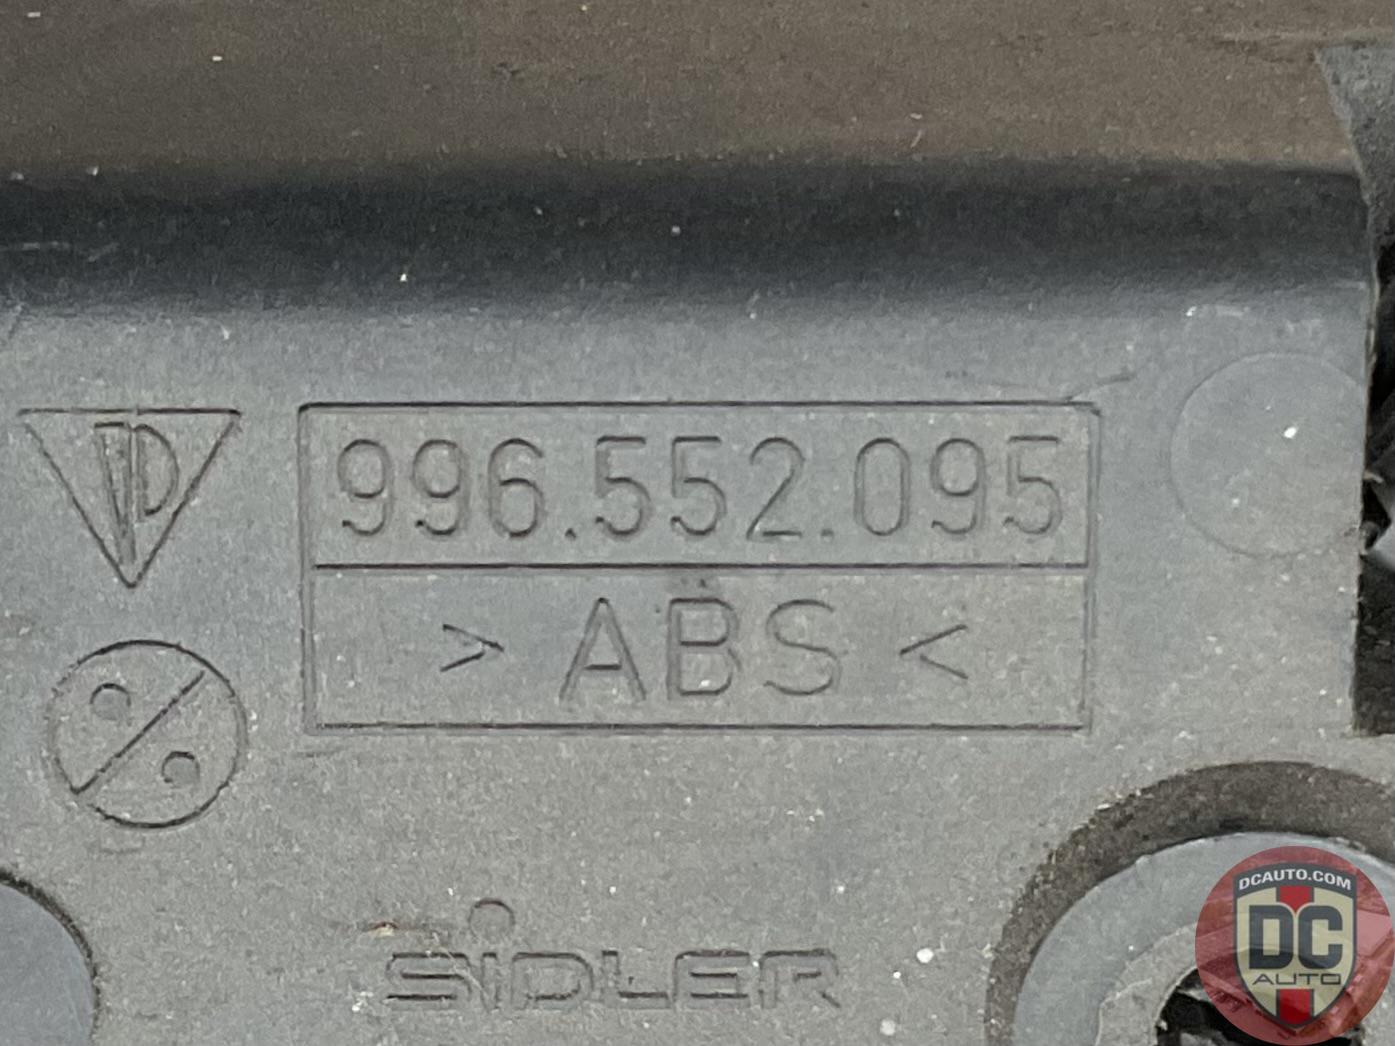 996.552.095
> ABS <
SiDLER
DCAUTO.COM
DC
AUTO